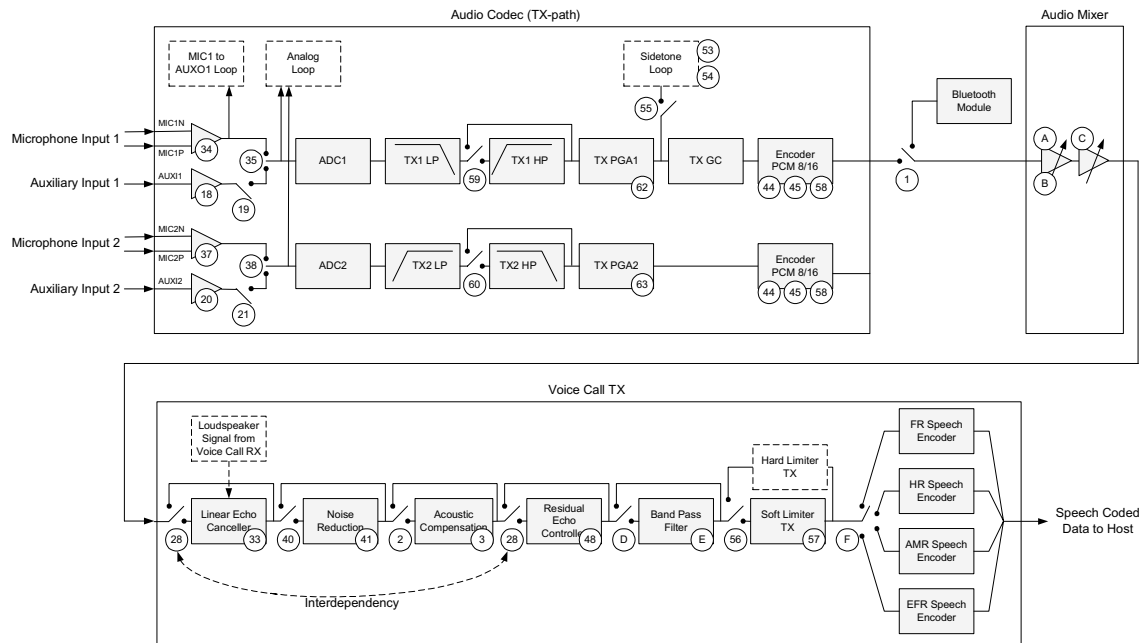 Audio Codec (TX-path)
Audio Mixer
MIC1 to
AUXO1 Loop
Analog
Loop
Sidetone
Loop
53
54
55
Bluetooth
Module
Microphone Input 1
MIC1N
MIC1P
34
35
ADC1
TX1 LP
59
TX1 HP
TX PGA1
62
TX GC
Encoder
PCM 8/16
44
45
58
1
A
B
C
Auxiliary Input 1
AUXI1
18
19
Microphone Input 2
MIC2N
MIC2P
37
38
ADC2
TX2 LP
60
TX2 HP
TX PGA2
63
Encoder
PCM 8/16
44
45
58
Auxiliary Input 2
AUXI2
20
21
Voice Call TX
Loudspeaker
Signal from
Voice Call RX
Hard Limiter
TX
28
Linear Echo
Canceller
33
40
Noise
Reduction
41
2
Acoustic
Compensation
3
28
Residual
Echo
Controller
48
D
Band Pass
Filter
E
56
Soft Limiter
TX
57
F
FR Speech
Encoder
HR Speech
Encoder
AMR Speech
Encoder
EFR Speech
Encoder
Speech Coded
Data to Host
Interdependency